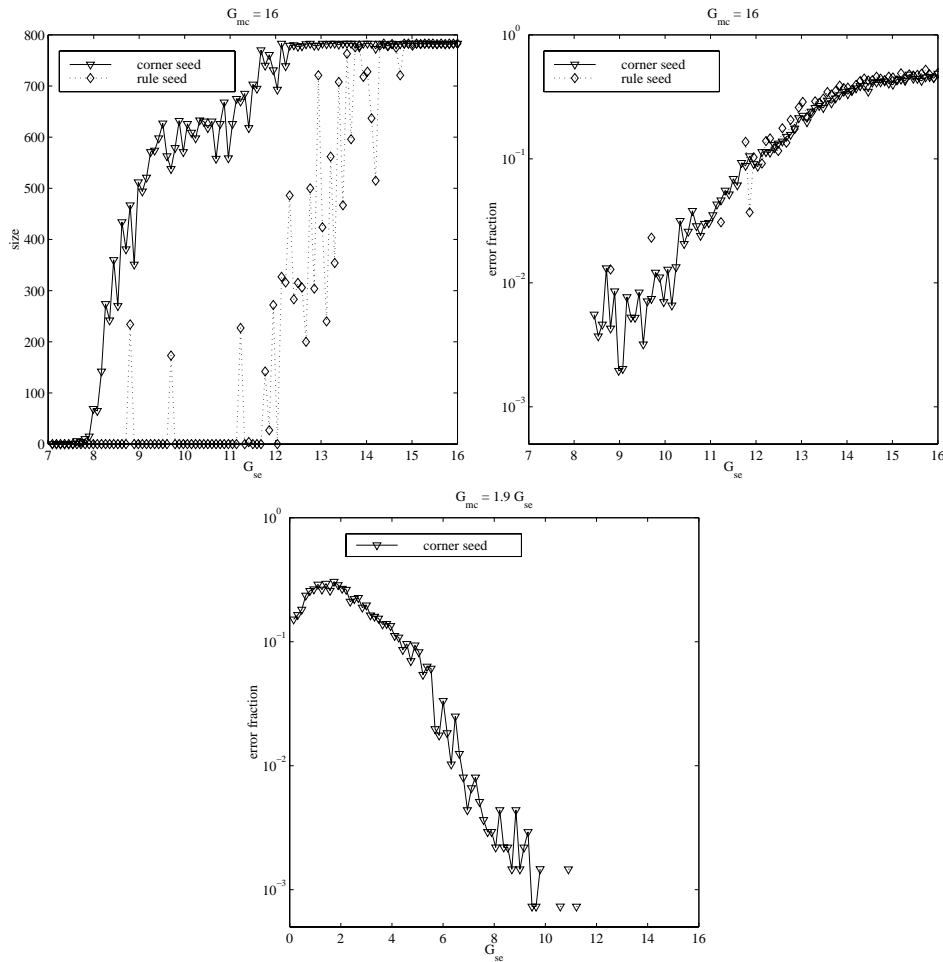 G_mc = 16
800
700
600
500
400
300
200
100
0
size
corner seed
rule seed
7 8 9 10 11 12 13 14 15 16
G_se
G_mc = 16
10^0
10^-1
10^-2
10^-3
error fraction
corner seed
rule seed
7 8 9 10 11 12 13 14 15 16
G_se
G_mc = 1.9 G_se
10^0
10^-1
10^-2
10^-3
error fraction
corner seed
0 2 4 6 8 10 12 14 16
G_se